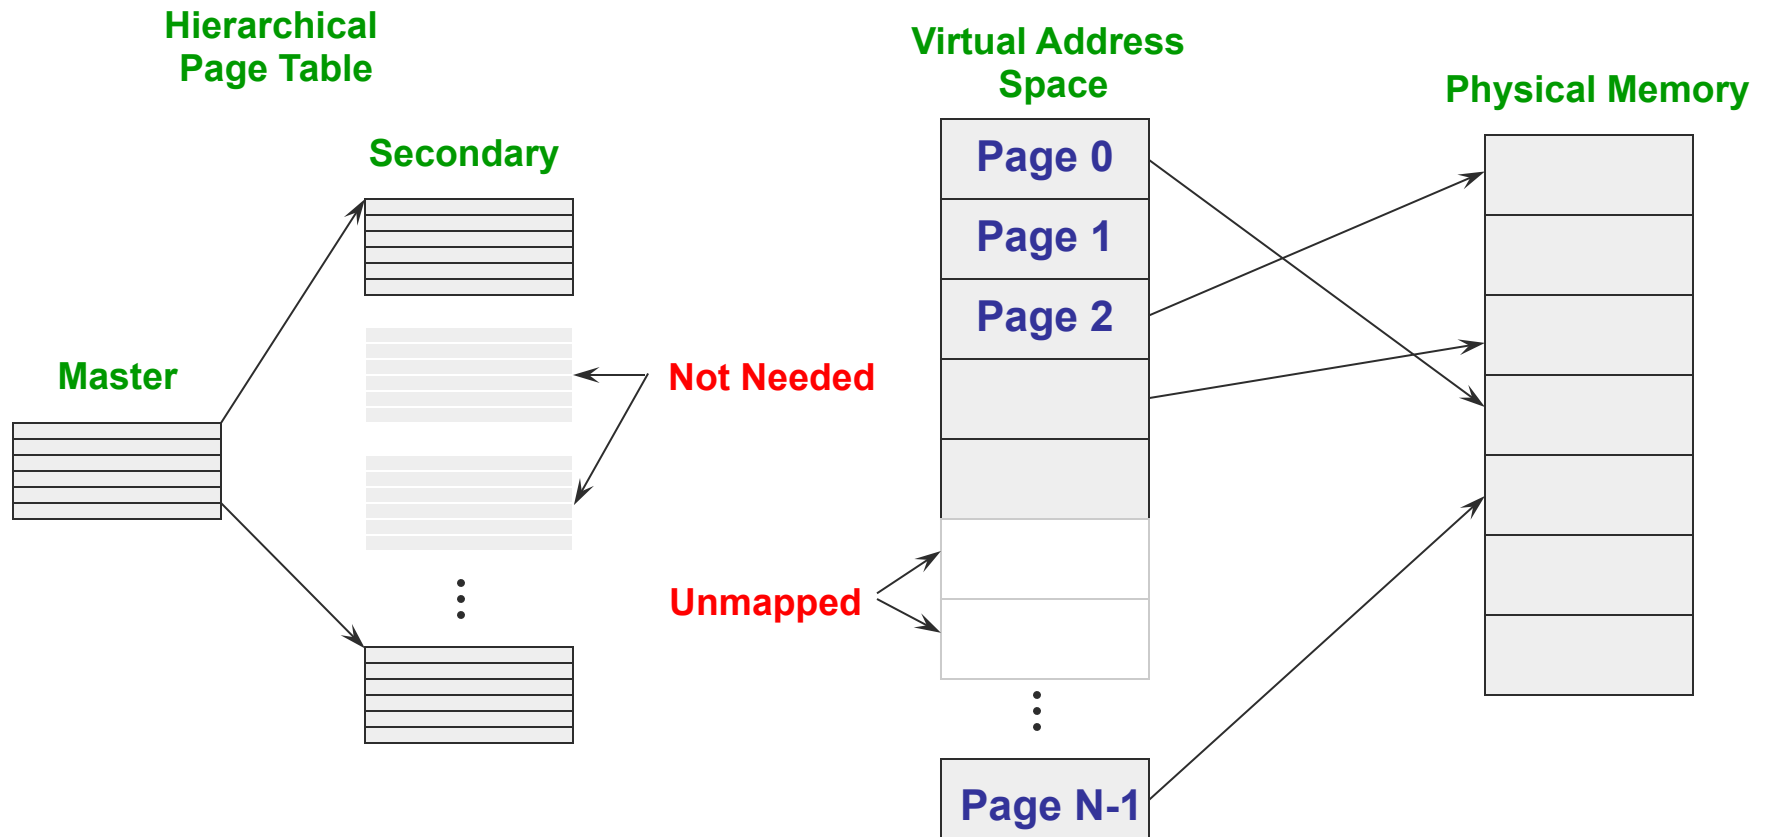 Hierarchical
Page Table
Secondary
Master
Not Needed
Unmapped
Virtual Address
Space
Page 0
Page 1
Page 2
Page N-1
Physical Memory